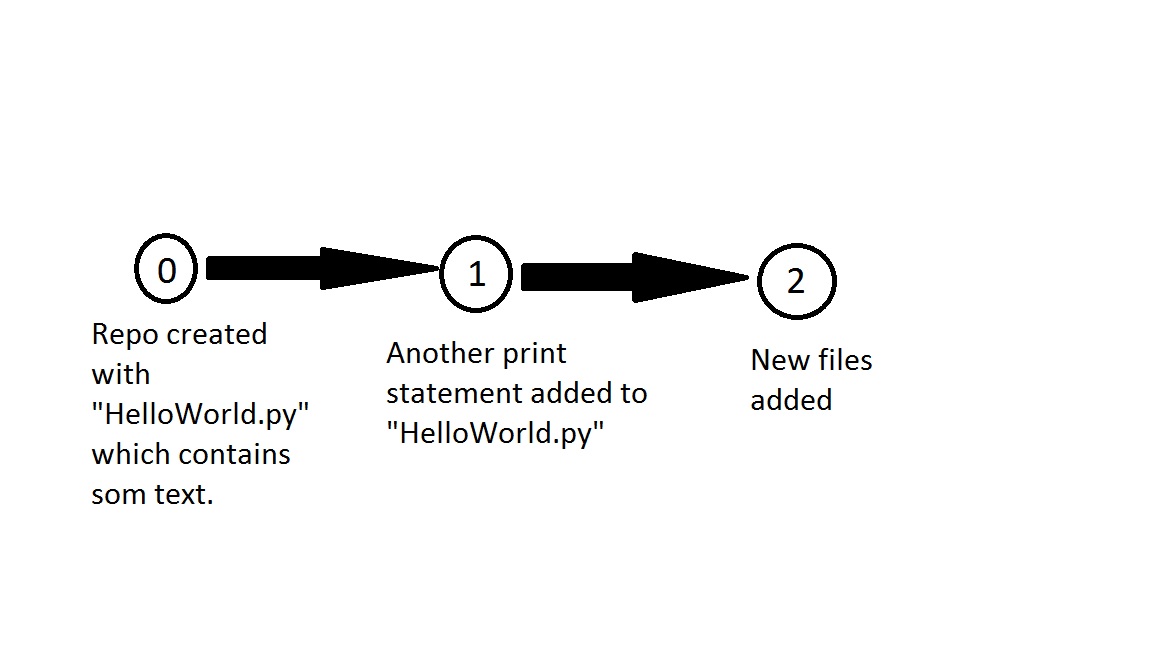 0
1
2
Repo created
with
"HelloWorld.py"
which contains
som text.
Another print
statement added to
"HelloWorld.py"
New files
added